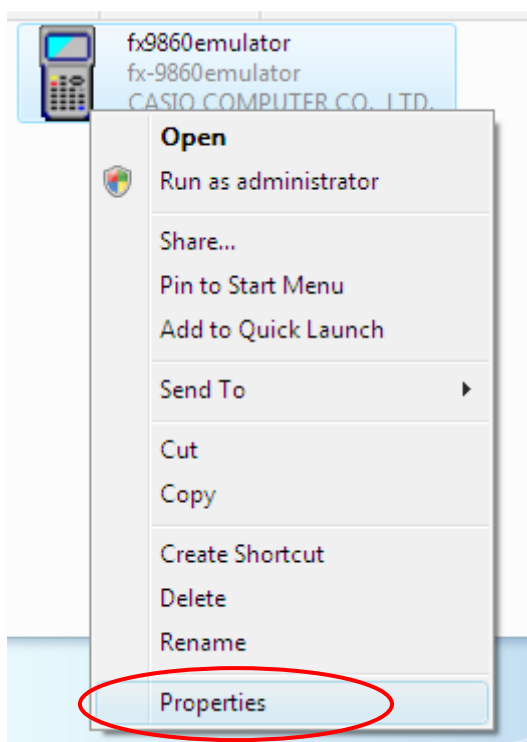 fx9860emulator
fx-9860emulator
CASIO COMPUTER CO., LTD.
Open
Run as administrator
Share...
Pin to Start Menu
Add to Quick Launch
Send To
Cut
Copy
Create Shortcut
Delete
Rename
Properties